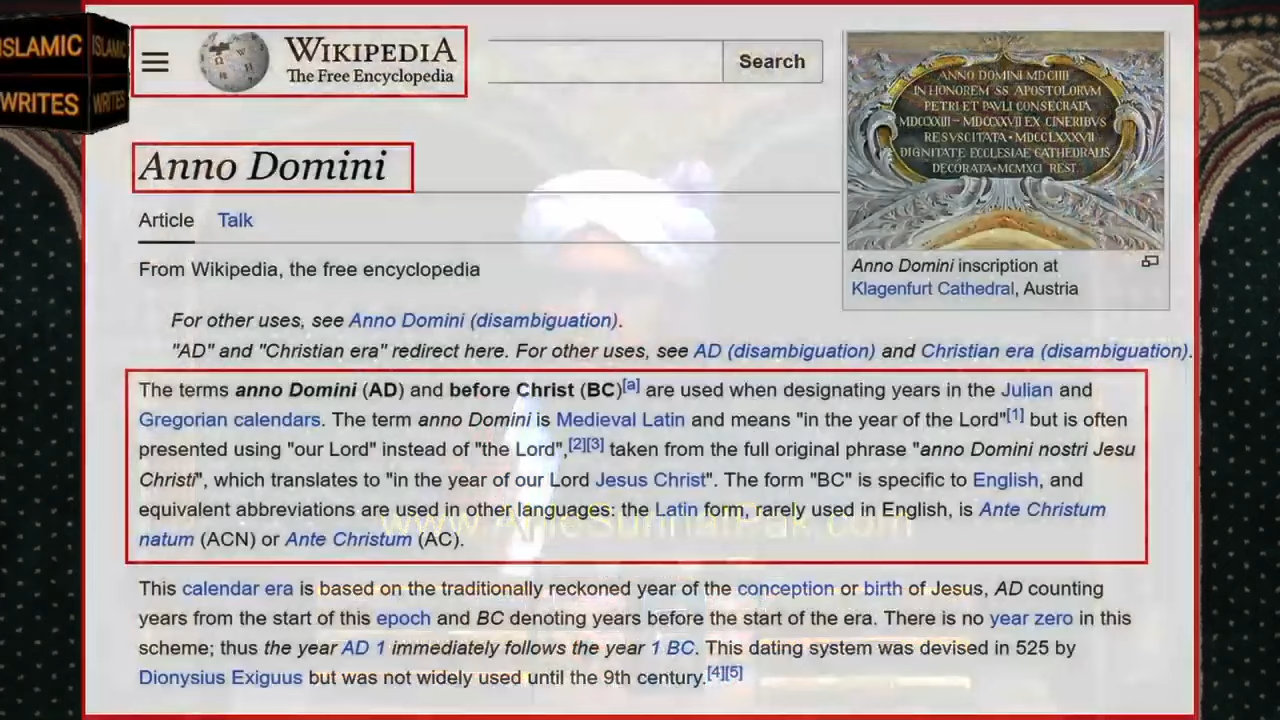 ISLAMIC
WRITES
ISLAMIC
WRITES
WIKIPEDIA
The Free Encyclopedia
Search
ANNO DOMINI MDCIIII
IN HONOREM SS APOSTOLORVM
PETRI ET PAVLI CONSECRATA
MDCCXXIII – MDCCXXVII EX CINERIBVS
RESVSCITATA • MDCCLXXXVII
DIGNITATE ECCLESIAE CATHEDRALIS
DECORATA • MCMXCI REST
Anno Domini inscription at
Klagenfurt Cathedral, Austria
Anno Domini
Article Talk
From Wikipedia, the free encyclopedia
For other uses, see Anno Domini (disambiguation).
"AD" and "Christian era" redirect here. For other uses, see AD (disambiguation) and Christian era (disambiguation).
The terms anno Domini (AD) and before Christ (BC)[a] are used when designating years in the Julian and
Gregorian calendars. The term anno Domini is Medieval Latin and means "in the year of the Lord"[1] but is often
presented using "our Lord" instead of "the Lord",[2][3] taken from the full original phrase "anno Domini nostri Jesu
Christi", which translates to "in the year of our Lord Jesus Christ". The form "BC" is specific to English, and
equivalent abbreviations are used in other languages: the Latin form, rarely used in English, is Ante Christum
natum (ACN) or Ante Christum (AC).
www.AhleSunnatPak.com
This calendar era is based on the traditionally reckoned year of the conception or birth of Jesus, AD counting
years from the start of this epoch and BC denoting years before the start of the era. There is no year zero in this
scheme; thus the year AD 1 immediately follows the year 1 BC. This dating system was devised in 525 by
Dionysius Exiguus but was not widely used until the 9th century.[4][5]